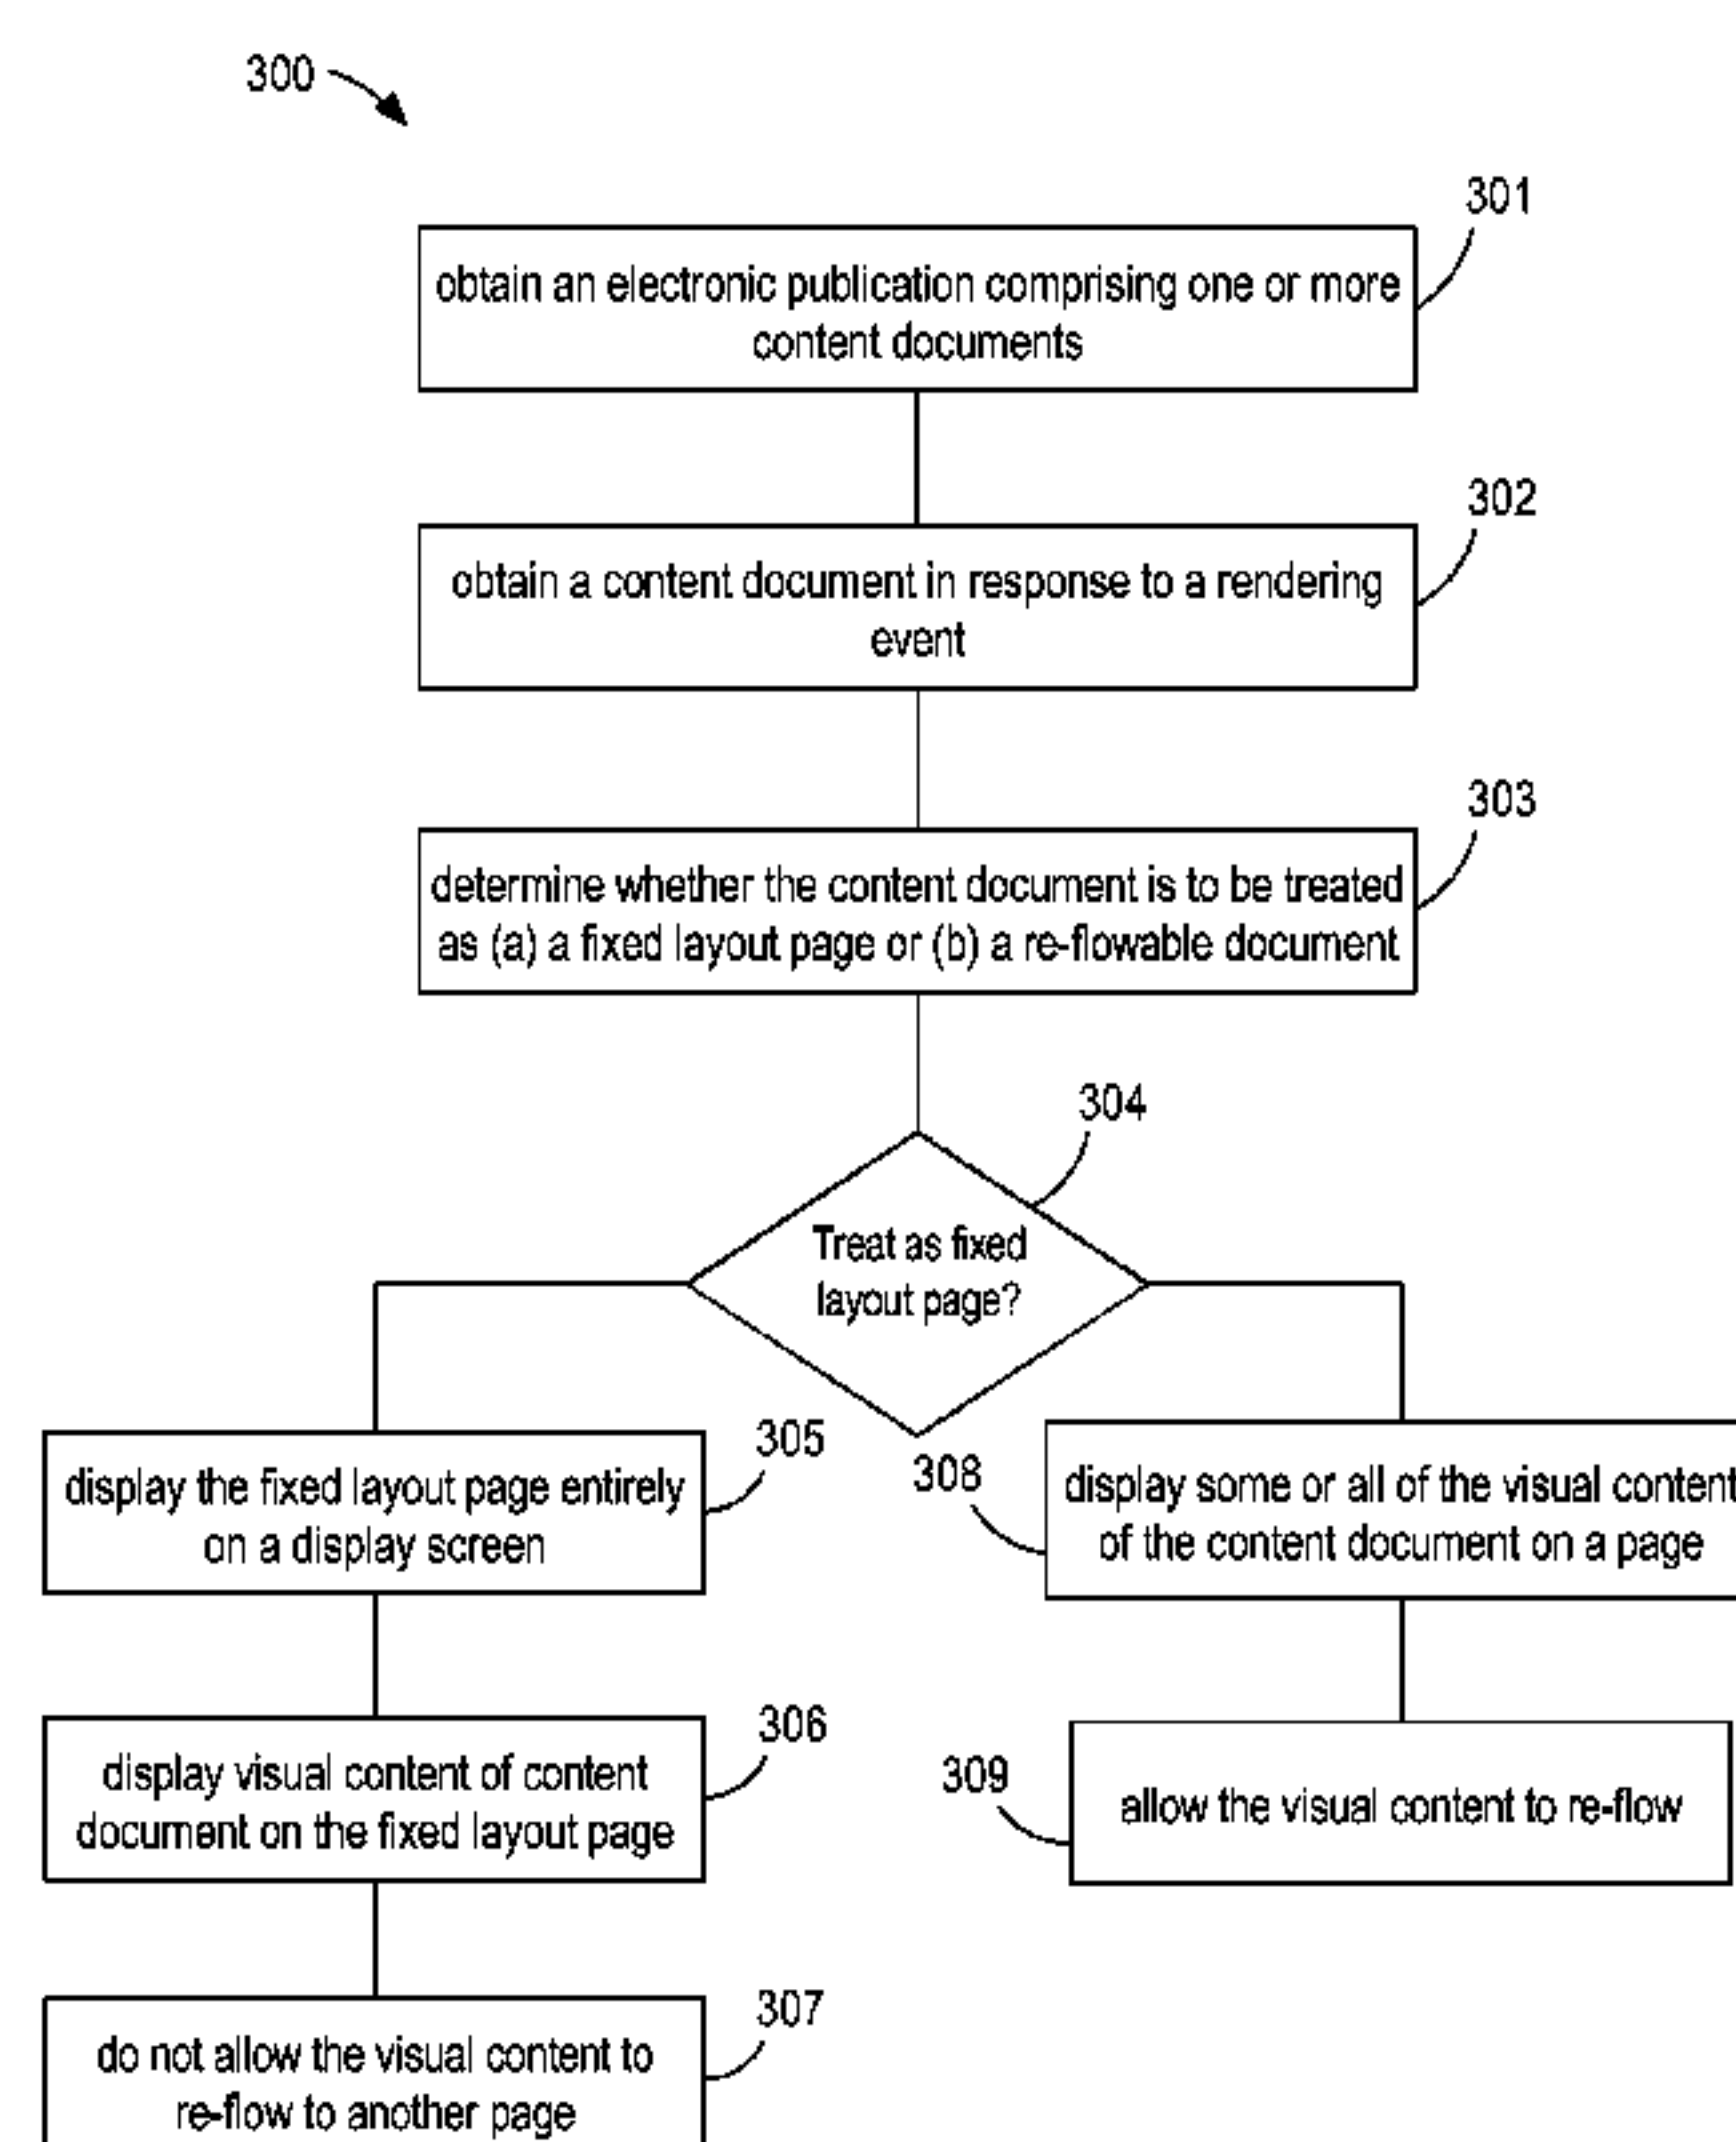 300
301
obtain an electronic publication comprising one or more
content documents
302
obtain a content document in response to a rendering
event
303
determine whether the content document is to be treated
as (a) a fixed layout page or (b) a re-flowable document
304
Treat as fixed
layout page?
305
display the fixed layout page entirely
on a display screen
306
display visual content of content
document on the fixed layout page
307
do not allow the visual content to
re-flow to another page
308
display some or all of the visual content
of the content document on a page
309
allow the visual content to re-flow